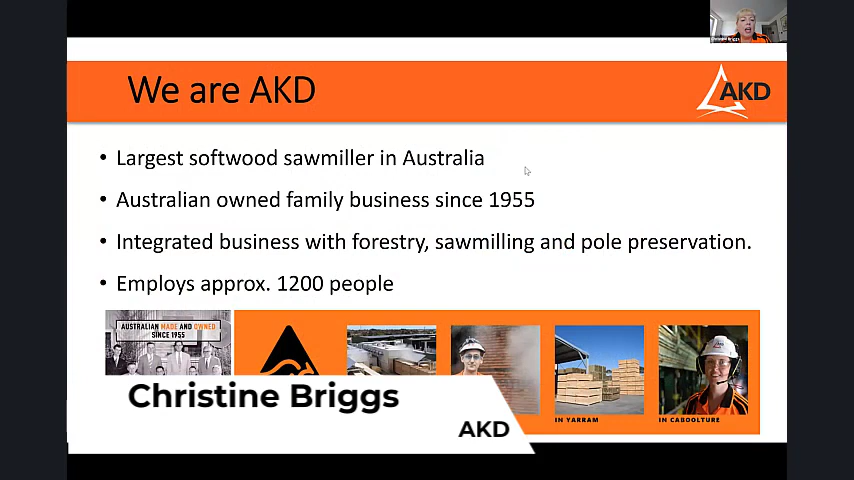 Christine Briggs
We are AKD
AKD
• Largest softwood sawmiller in Australia
• Australian owned family business since 1955
• Integrated business with forestry, sawmilling and pole preservation.
• Employs approx. 1200 people
AUSTRALIAN MADE AND OWNED
SINCE 1955
IN YARRAM
IN CABOOLTURE
Christine Briggs
AKD